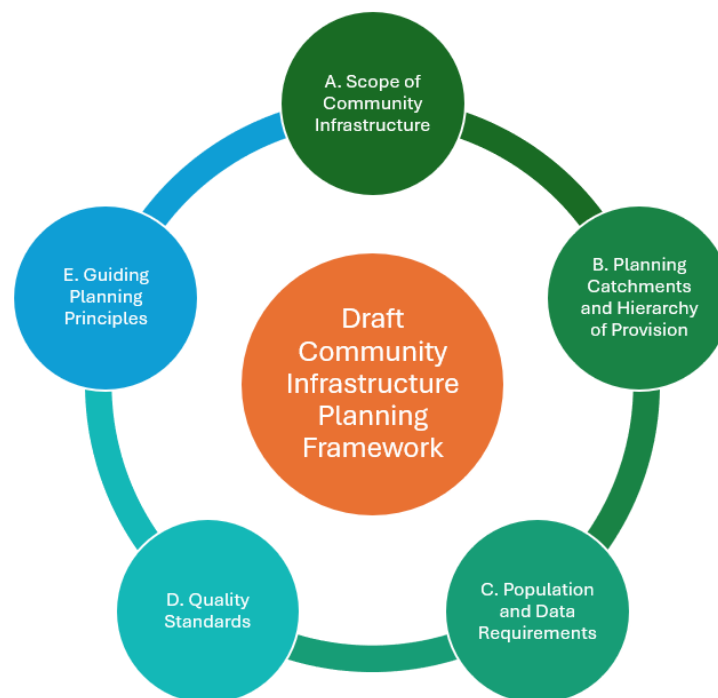 A. Scope of
Community
Infrastructure
B. Planning
Catchments
and Hierarchy
of Provision
C. Population
and Data
Requirements
D. Quality
Standards
E. Guiding
Planning
Principles
Draft
Community
Infrastructure
Planning
Framework